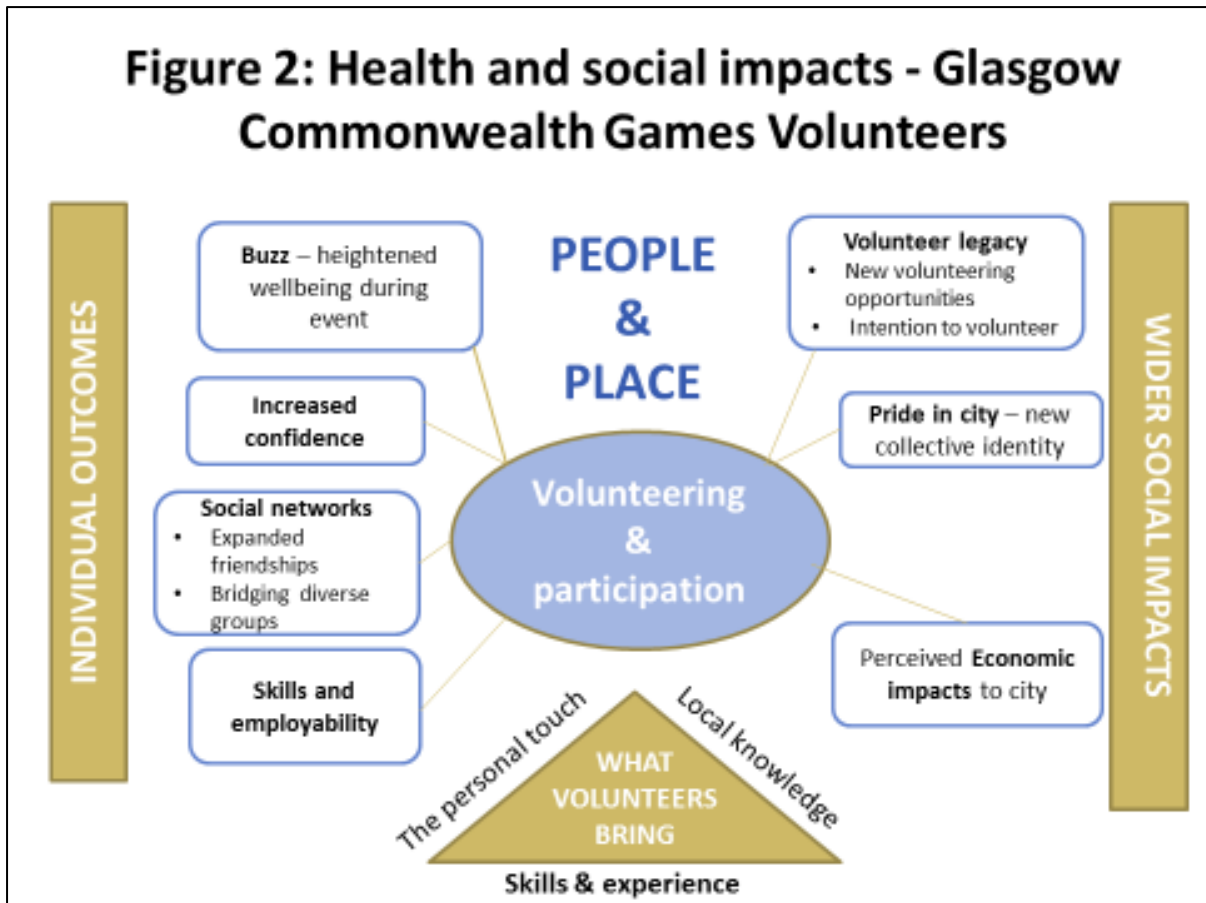 Figure 2: Health and social impacts - Glasgow
Commonwealth Games Volunteers
INDIVIDUAL OUTCOMES
Buzz – heightened
wellbeing during
event
Increased
confidence
Social networks
• Expanded
friendships
• Bridging diverse
groups
Skills and
employability
PEOPLE
&
PLACE
Volunteering
&
participation
The personal touch
WHAT
VOLUNTEERS
BRING
Local knowledge
Skills & experience
Volunteer legacy
• New volunteering
opportunities
• Intention to volunteer
Pride in city – new
collective identity
Perceived Economic
impacts to city
WIDER SOCIAL IMPACTS